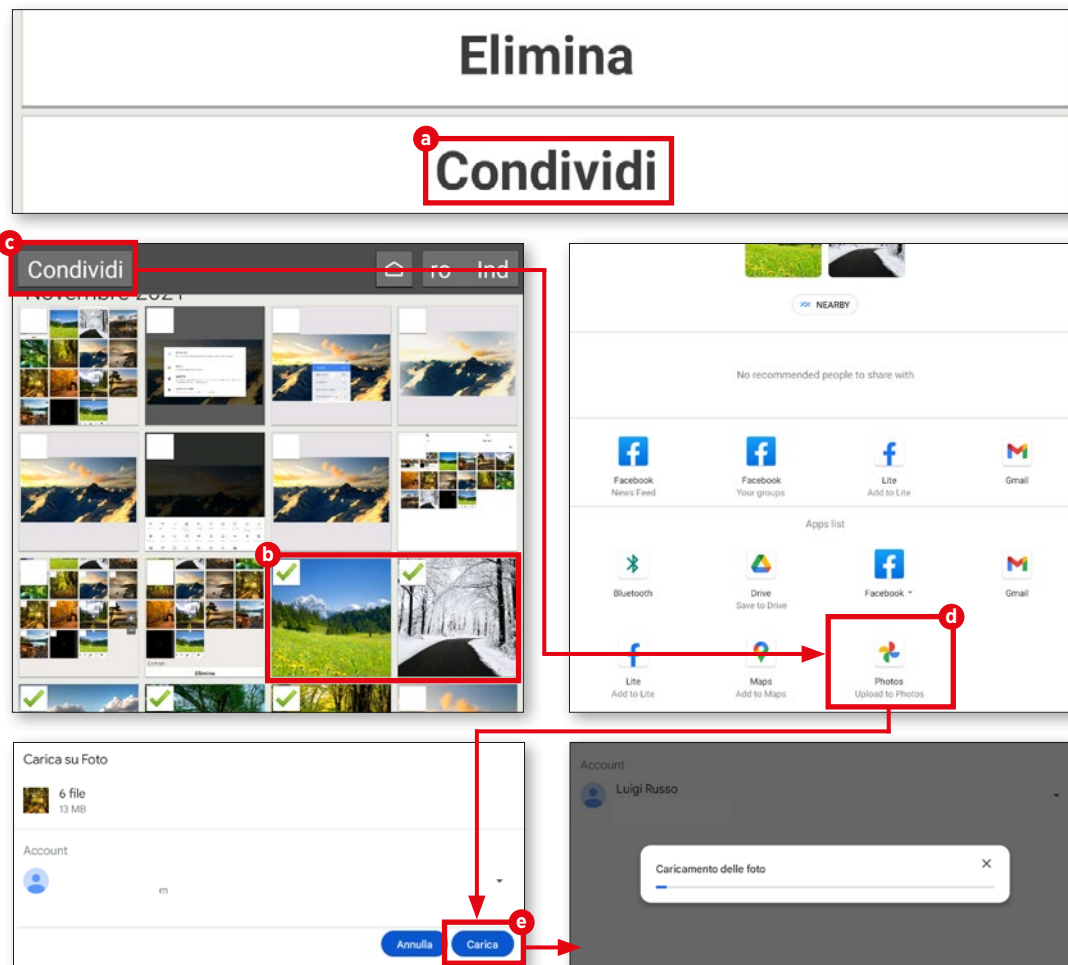 Elimina
a
Condividi
c
Condividi
ro Ind
Novembre 2021
b
Elimina
NEARBY
No recommended people to share with
Facebook
News Feed
Facebook
Your groups
Lite
Add to Lite
Gmail
Apps list
Bluetooth
Drive
Save to Drive
Facebook
Gmail
d
Lite
Add to Lite
Maps
Add to Maps
Photos
Upload to Photos
Carica su Foto
6 file
13 MB
Account
m
Annulla
Carica
e
Account
Luigi Russo
Caricamento delle foto